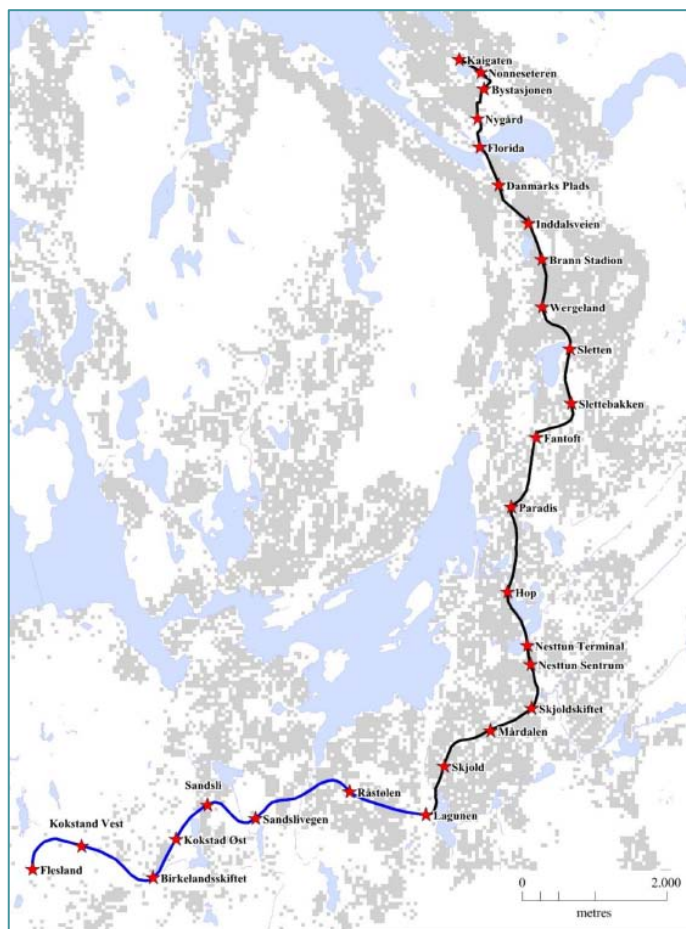 Kaigaten
Nonneseteren
Bystasjonen
Nygård
Florida
Danmarks Plads
Inddalsveien
Brann Stadion
Wergeland
Sletten
Slettebakken
Fantoft
Paradis
Hop
Nesttun Terminal
Nesttun Sentrum
Skjoldskiftet
Mårdalen
Skjold
Sandsli
Råstølen
Sandslivegen
Lagunen
Kokstand Vest
Kokstad Øst
Flesland
Birkelandsskiftet
0 2.000
metres